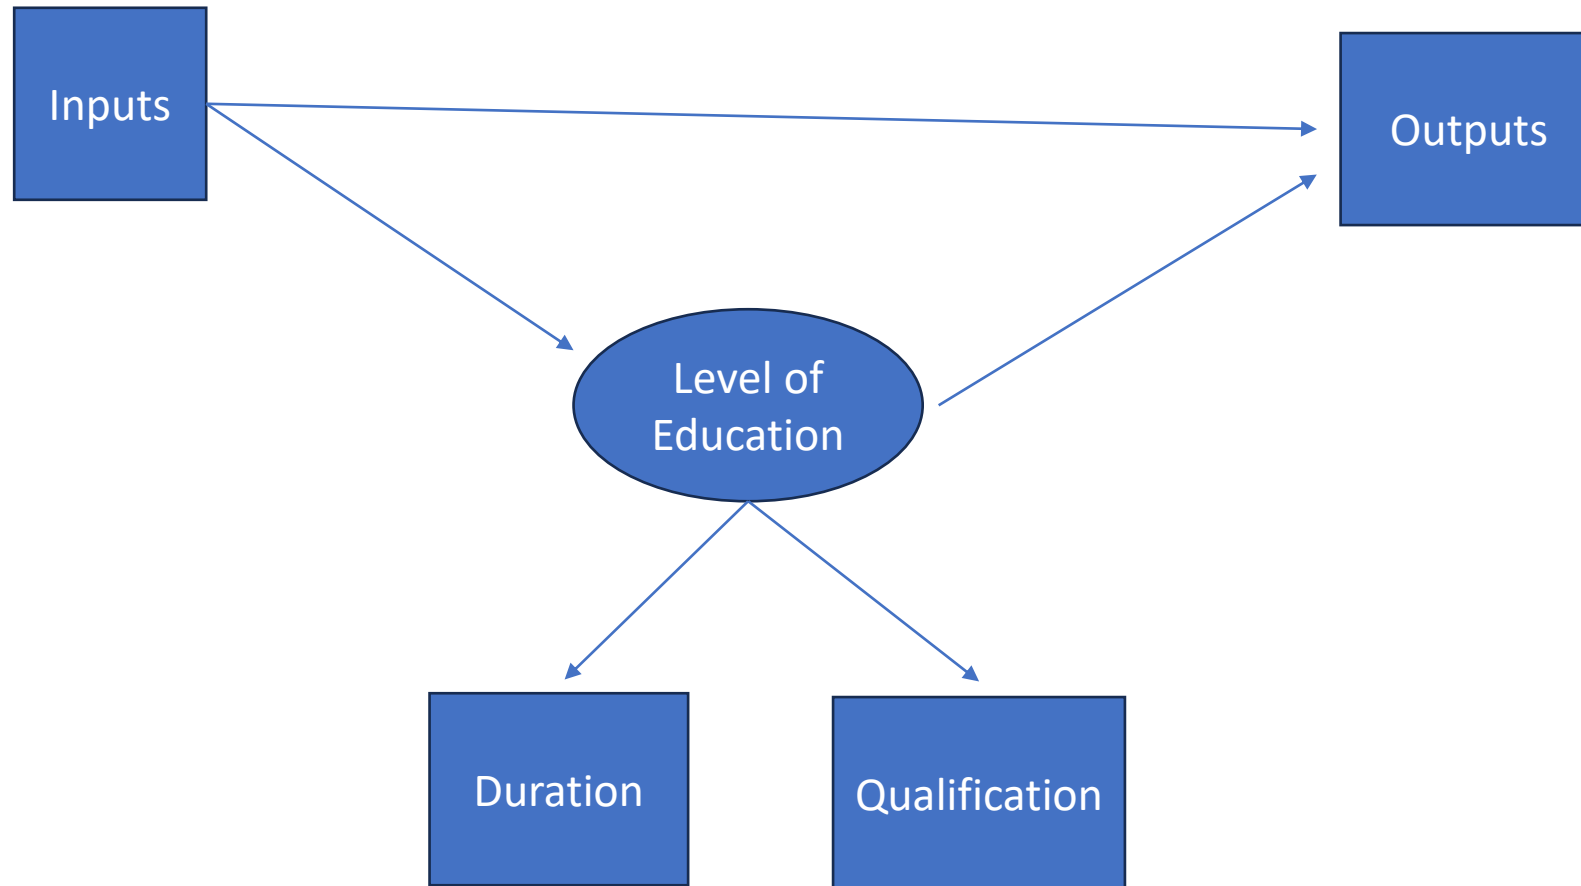 Inputs
Outputs
Level of
Education
Duration
Qualification